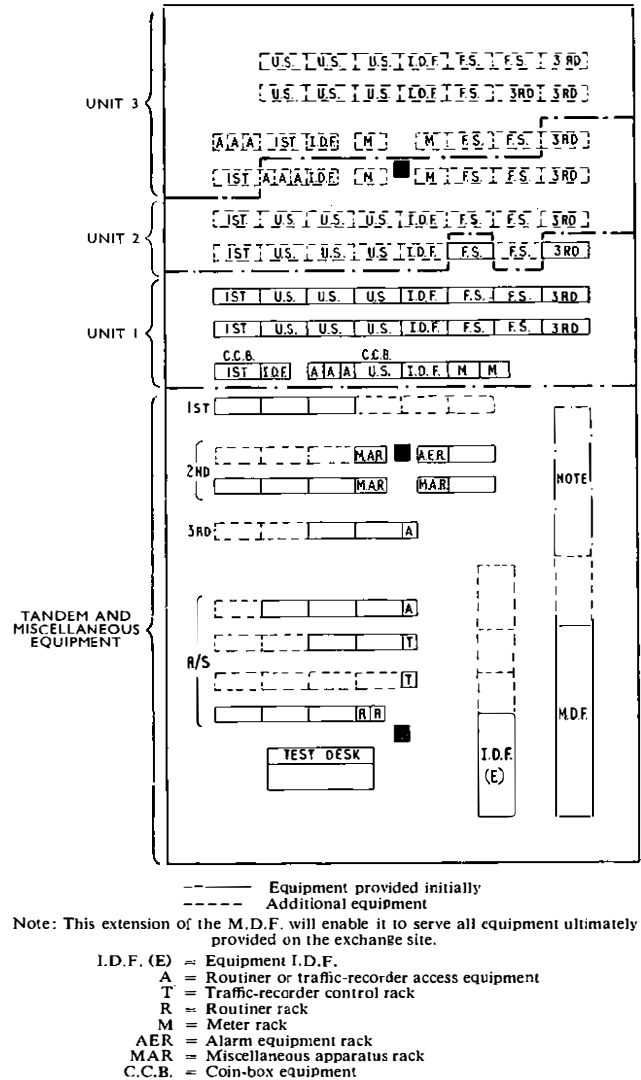 UNIT 3
U.S. U.S. U.S. I.D.F. F.S. F.S. 3RD
U.S. U.S. U.S. I.D.F. F.S. 3RD 3RD
A A A 1ST I.D.F. M M F.S. F.S. 3RD
1ST A A A I.D.F. M M F.S. F.S. 3RD
UNIT 2
1ST U.S. U.S. U.S. I.D.F. F.S. F.S. 3RD
1ST U.S. U.S. U.S. I.D.F. F.S. F.S. 3RD
UNIT 1
1ST U.S. U.S. U.S I.D.F. F.S. F.S. 3RD
1ST U.S. U.S. U.S. I.D.F. F.S. F.S. 3RD
C.C.B. C.C.B.
1ST I.D.F. A A A U.S. I.D.F. M M
TANDEM AND
MISCELLANEOUS
EQUIPMENT
1ST
2ND
M.A.R. A.E.R.
M.A.R. M.A.R.
NOTE
3RD A
R/S
A
T
T
R R
TEST DESK
I.D.F.
(E)
M.D.F.
Equipment provided initially
Additional equipment
Note: This extension of the M.D.F. will enable it to serve all equipment ultimately
provided on the exchange site.
I.D.F. (E) = Equipment I.D.F.
A = Routiner or traffic-recorder access equipment
T = Traffic-recorder control rack
R = Routiner rack
M = Meter rack
AER = Alarm equipment rack
MAR = Miscellaneous apparatus rack
C.C.B. = Coin-box equipment